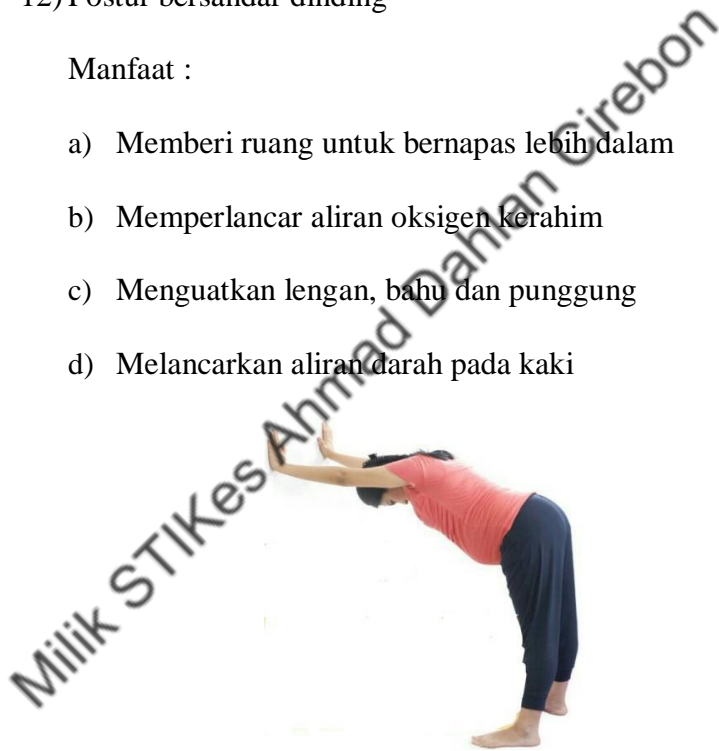 12) Postur bersandar dinding
Manfaat :
a) Memberi ruang untuk bernapas lebih dalam
b) Memperlancar aliran oksigen kerahim
c) Menguatkan lengan, bahu dan punggung
d) Melancarkan aliran darah pada kaki
Milik STIKes Ahmad Dahlan Cirebon